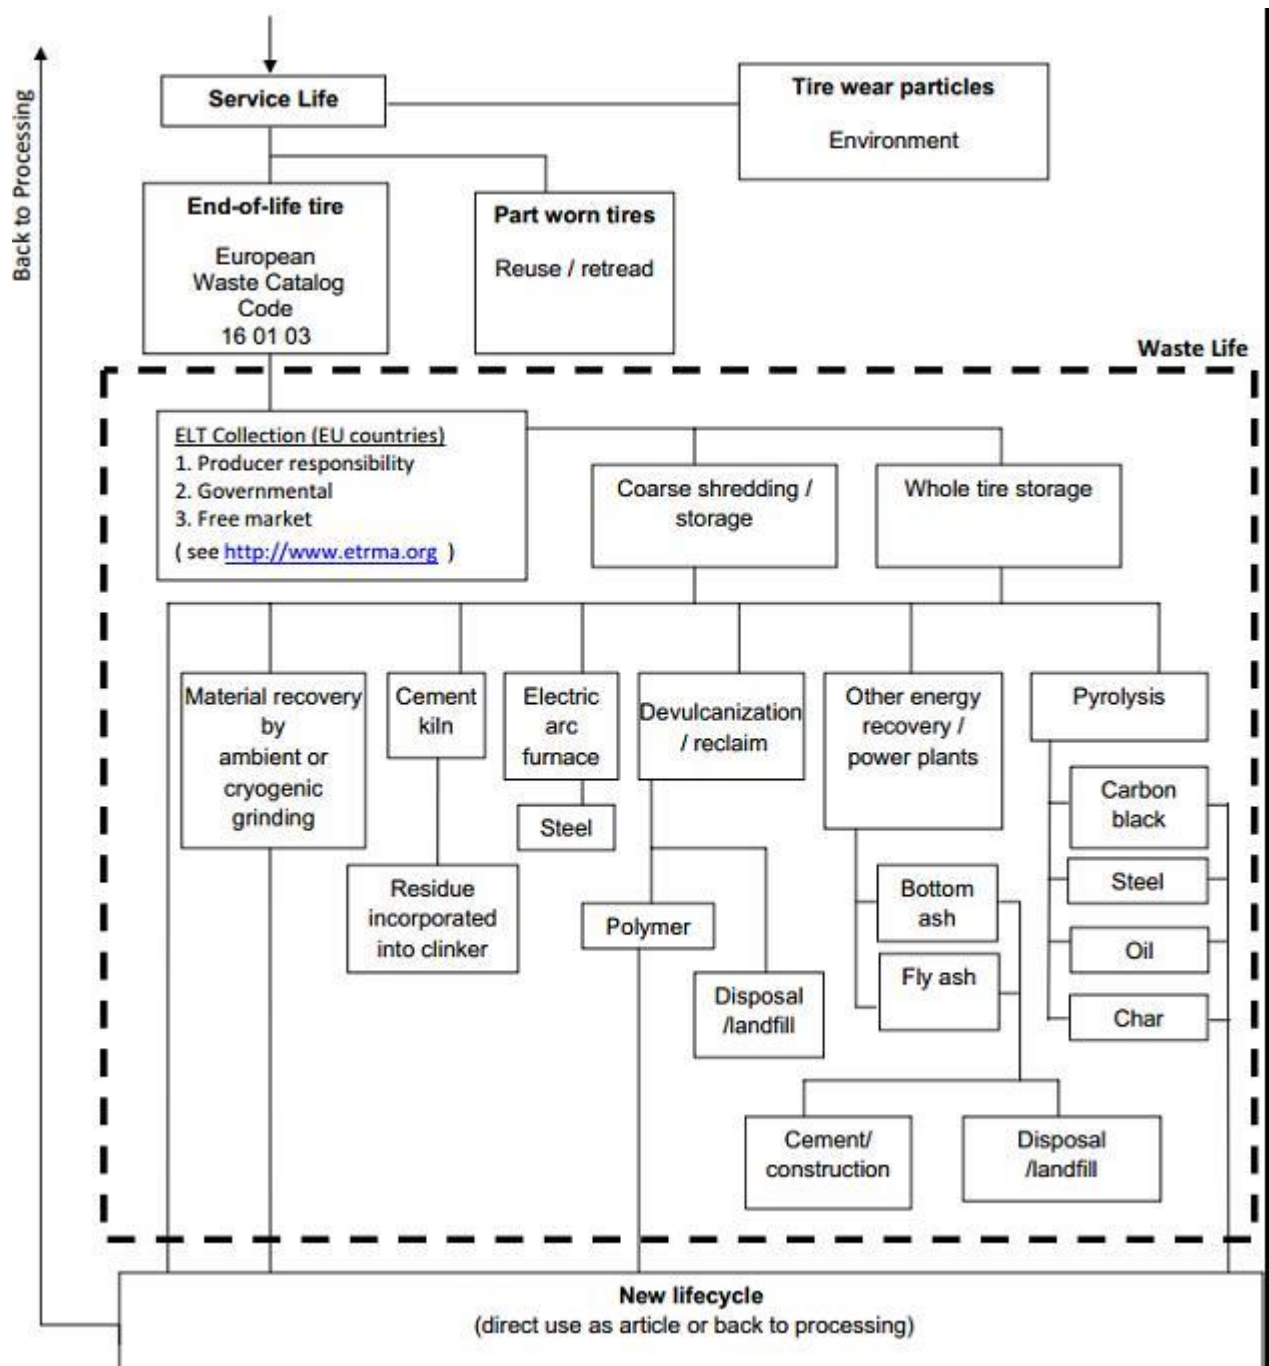 Back to Processing
Service Life
Tire wear particles
Environment
End-of-life tire
European
Waste Catalog
Code
16 01 03
Part worn tires
Reuse / retread
Waste Life
ELT Collection (EU countries)
1. Producer responsibility
2. Governmental
3. Free market
( see http://www.etrma.org )
Coarse shredding /
storage
Whole tire storage
Material recovery
by
ambient or
cryogenic
grinding
Cement
kiln
Electric
arc
furnace
Devulcanization
/ reclaim
Other energy
recovery /
power plants
Pyrolysis
Residue
incorporated
into clinker
Steel
Polymer
Disposal
/landfill
Bottom
ash
Fly ash
Carbon
black
Steel
Oil
Char
Cement/
construction
Disposal
/landfill
New lifecycle
(direct use as article or back to processing)